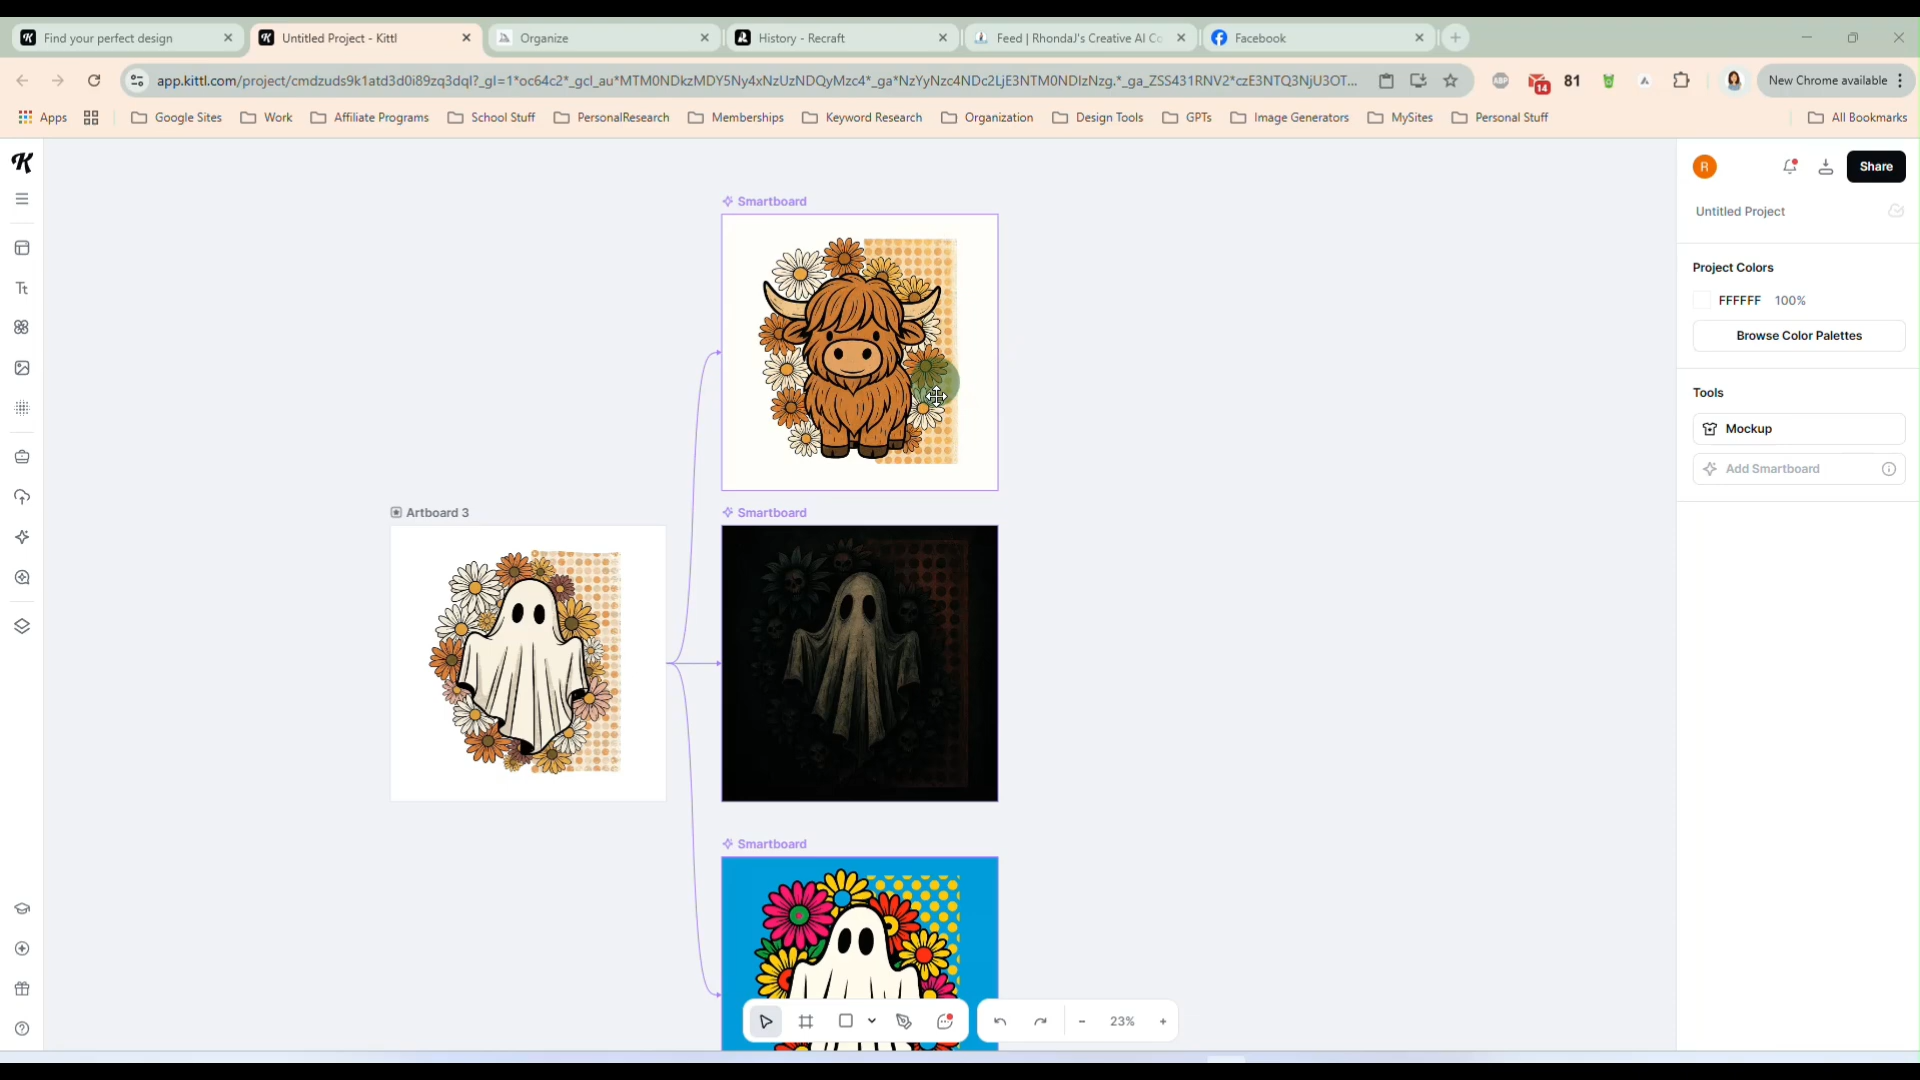 Find your perfect design
Untitled Project - Kittl
Organize
History - Recraft
Feed | RhondaJ's Creative AI Co
Facebook
app.kittl.com/project/cmdzuds9k1atd3d0i89zq3dql?_gl=1*oc64c2*_gcl_au*MTM0NDkzMDY5Ny4xNzUzNDQyMzc4*_ga*NzYyNzc4NDc2LjE3NTM0NDIzNzg.*_ga_ZSS431RNV2*czE3NTQ3NjU3OT...
14
81
New Chrome available
Apps
Google Sites
Work
Affiliate Programs
School Stuff
PersonalResearch
Memberships
Keyword Research
Organization
Design Tools
GPTs
Image Generators
MySites
Personal Stuff
All Bookmarks
R
Share
Untitled Project
Project Colors
FFFFFF 100%
Browse Color Palettes
Tools
Mockup
Add Smartboard
Smartboard
Artboard 3
Smartboard
Smartboard
23%